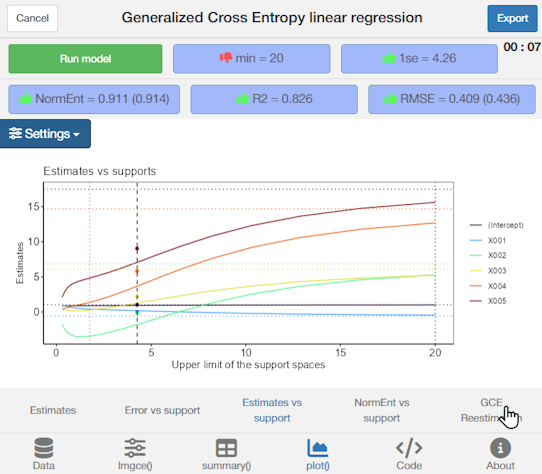 Cancel
Generalized Cross Entropy linear regression
Export
Run model
min = 20
1se = 4.26
00 : 07
NormEnt = 0.911 (0.914)
R2 = 0.826
RMSE = 0.409 (0.436)
Settings
Estimates vs supports
Estimates
15
10
5
0
0
5
10
15
20
Upper limit of the support spaces
(Intercept)
X001
X002
X003
X004
X005
Estimates
Error vs support
Estimates vs
support
NormEnt vs
support
GCE
Data
lmgce()
summary()
plot()
Code
About